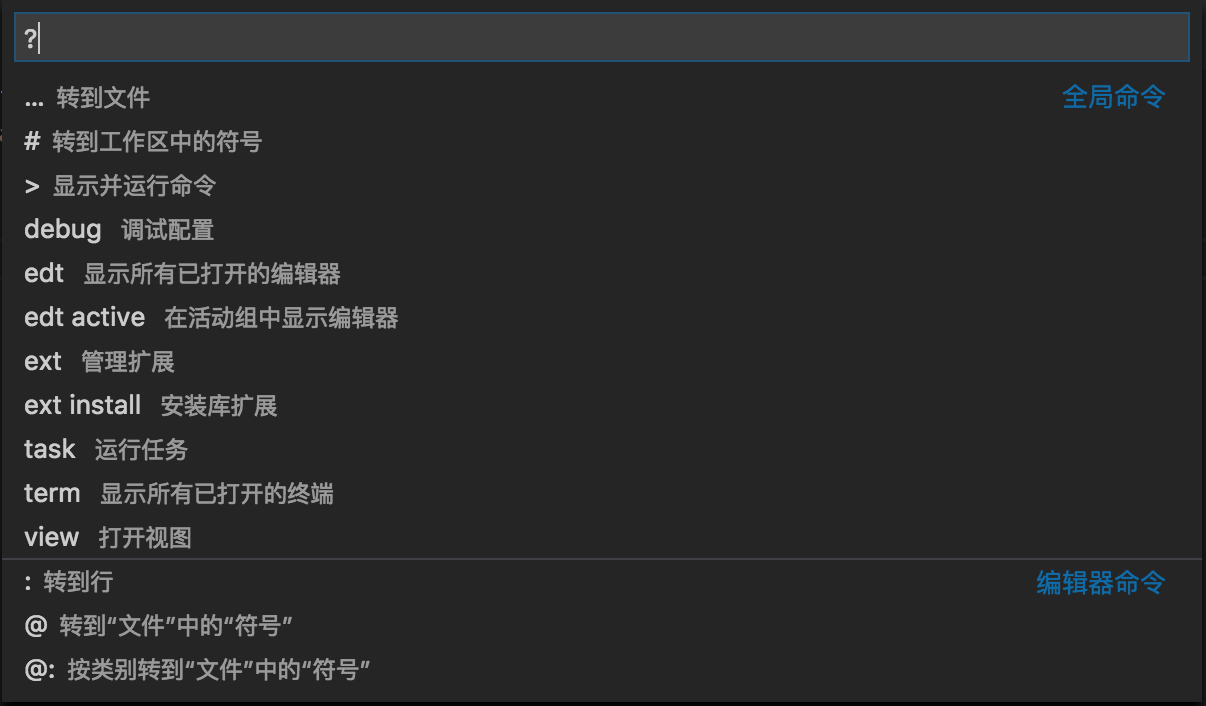 ?
... 转到文件 全局命令
# 转到工作区中的符号
> 显示并运行命令
debug 调试配置
edt 显示所有已打开的编辑器
edt active 在活动组中显示编辑器
ext 管理扩展
ext install 安装库扩展
task 运行任务
term 显示所有已打开的终端
view 打开视图
: 转到行 编辑器命令
@ 转到“文件”中的“符号”
@: 按类别转到“文件”中的“符号”